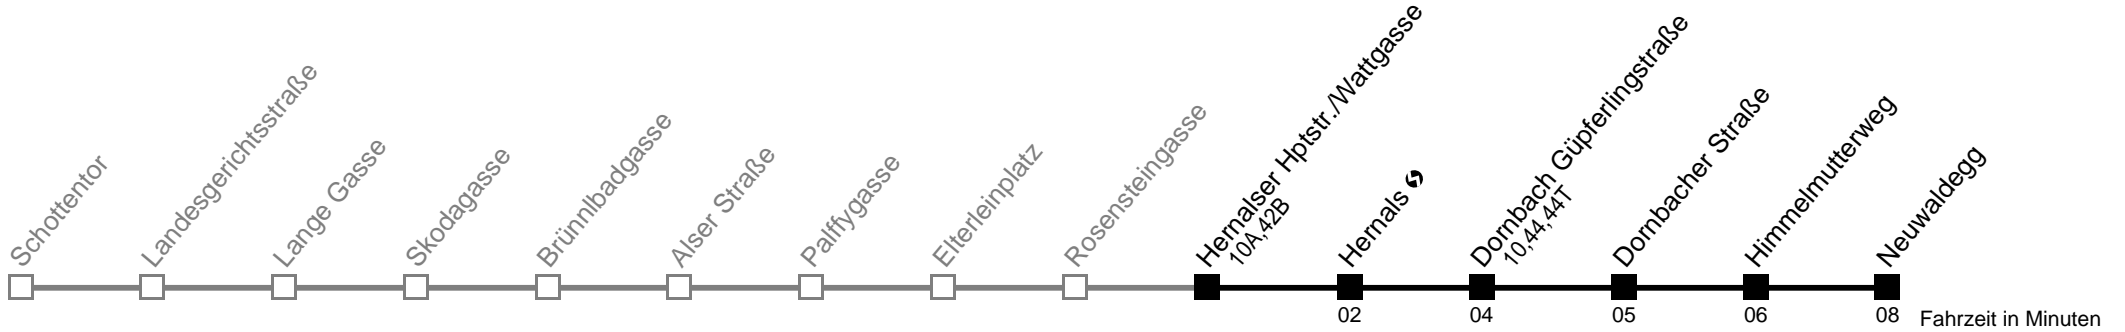 Schottentor
Landesgerichtsstraße
Lange Gasse
Skodagasse
Brünnlbadgasse
Alser Straße
Palffygasse
Elterleinplatz
Rosensteingasse
Hernalser Hptstr./Wattgasse
10A,42B
Hernals
Dornbach Güpferlingstraße
10,44,44T
Dornbacher Straße
Himmelmutterweg
Neuwaldegg
02 04 05 06 08 Fahrzeit in Minuten